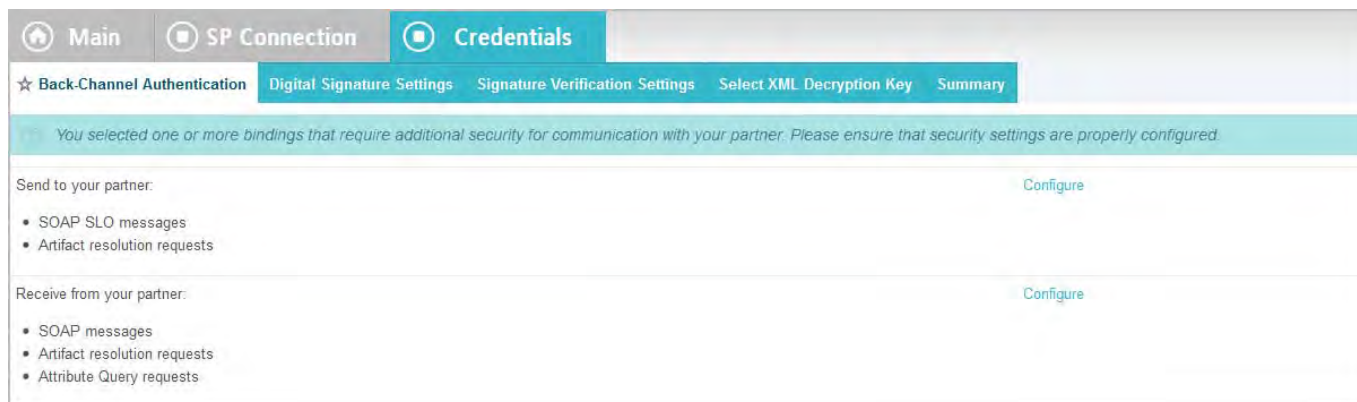 Main SP Connection Credentials
☆ Back-Channel Authentication Digital Signature Settings Signature Verification Settings Select XML Decryption Key Summary
You selected one or more bindings that require additional security for communication with your partner. Please ensure that security settings are properly configured.
Send to your partner: Configure
• SOAP SLO messages
• Artifact resolution requests
Receive from your partner: Configure
• SOAP messages
• Artifact resolution requests
• Attribute Query requests